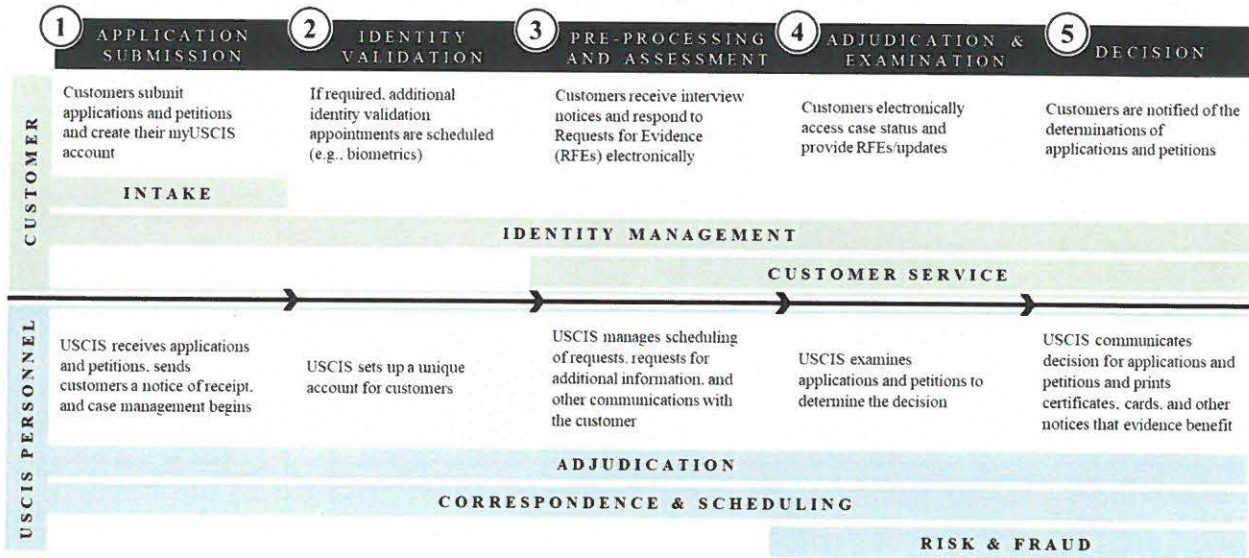 1 APPLICATION
SUBMISSION
2 IDENTITY
VALIDATION
3 PRE-PROCESSING
AND ASSESSMENT
4 ADJUDICATION &
EXAMINATION
5 DECISION
CUSTOMER
Customers submit
applications and petitions
and create their myUSCIS
account
If required, additional
identity validation
appointments are scheduled
(e.g., biometrics)
Customers receive interview
notices and respond to
Requests for Evidence
(RFEs) electronically
Customers electronically
access case status and
provide RFEs/updates
Customers are notified of the
determinations of
applications and petitions
INTAKE
IDENTITY MANAGEMENT
CUSTOMER SERVICE
USCIS PERSONNEL
USCIS receives applications
and petitions, sends
customers a notice of receipt,
and case management begins
USCIS sets up a unique
account for customers
USCIS manages scheduling
of requests, requests for
additional information, and
other communications with
the customer
USCIS examines
applications and petitions to
determine the decision
USCIS communicates
decision for applications and
petitions and prints
certificates, cards, and other
notices that evidence benefit
ADJUDICATION
CORRESPONDENCE & SCHEDULING
RISK & FRAUD